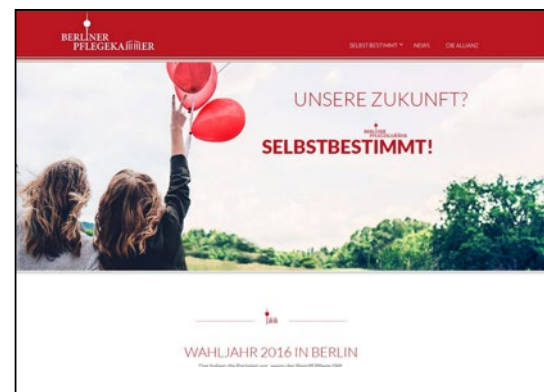 BERLINER
PFLEGEKAMMER
SELBSTBESTIMMT NEWS DIE ALLIANZ
UNSERE ZUKUNFT?
BERLINER
PFLEGEKAMMER
SELBSTBESTIMMT!
WAHLJAHR 2016 IN BERLIN